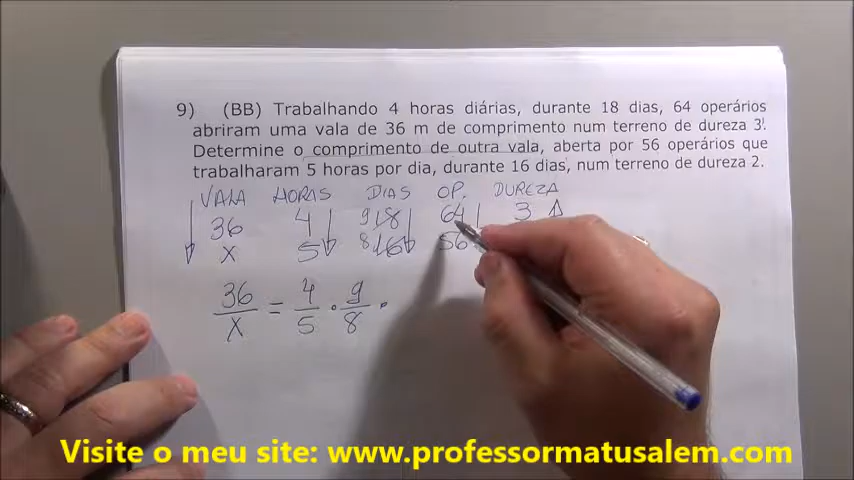 9) (BB) Trabalhando 4 horas diárias, durante 18 dias, 64 operários
abriram uma vala de 36 m de comprimento num terreno de dureza 3.
Determine o comprimento de outra vala, aberta por 56 operários que
trabalharam 5 horas por dia, durante 16 dias, num terreno de dureza 2.
VALA HORAS DIAS OP. DUREZA
36 4 9 18 64 3
X 5 8 16 56
36/X = 4/5 · 9/8 ·
Visite o meu site: www.professormatusalem.com